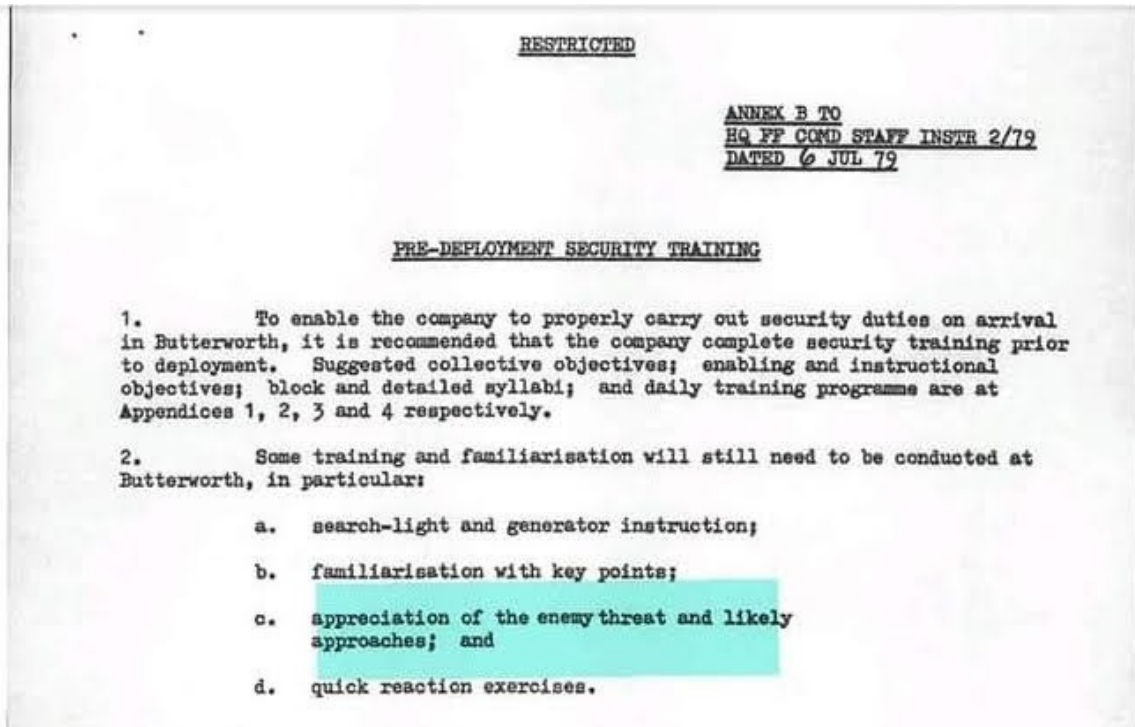 RESTRICTED
ANNEX B TO
HQ FF COMD STAFF INSTR 2/79
DATED 6 JUL 79
PRE-DEPLOYMENT SECURITY TRAINING
1. To enable the company to properly carry out security duties on arrival
in Butterworth, it is recommended that the company complete security training prior
to deployment. Suggested collective objectives; enabling and instructional
objectives; block and detailed syllabi; and daily training programme are at
Appendices 1, 2, 3 and 4 respectively.
2. Some training and familiarisation will still need to be conducted at
Butterworth, in particular:
a. search-light and generator instruction;
b. familiarisation with key points;
c. appreciation of the enemy threat and likely
approaches; and
d. quick reaction exercises.